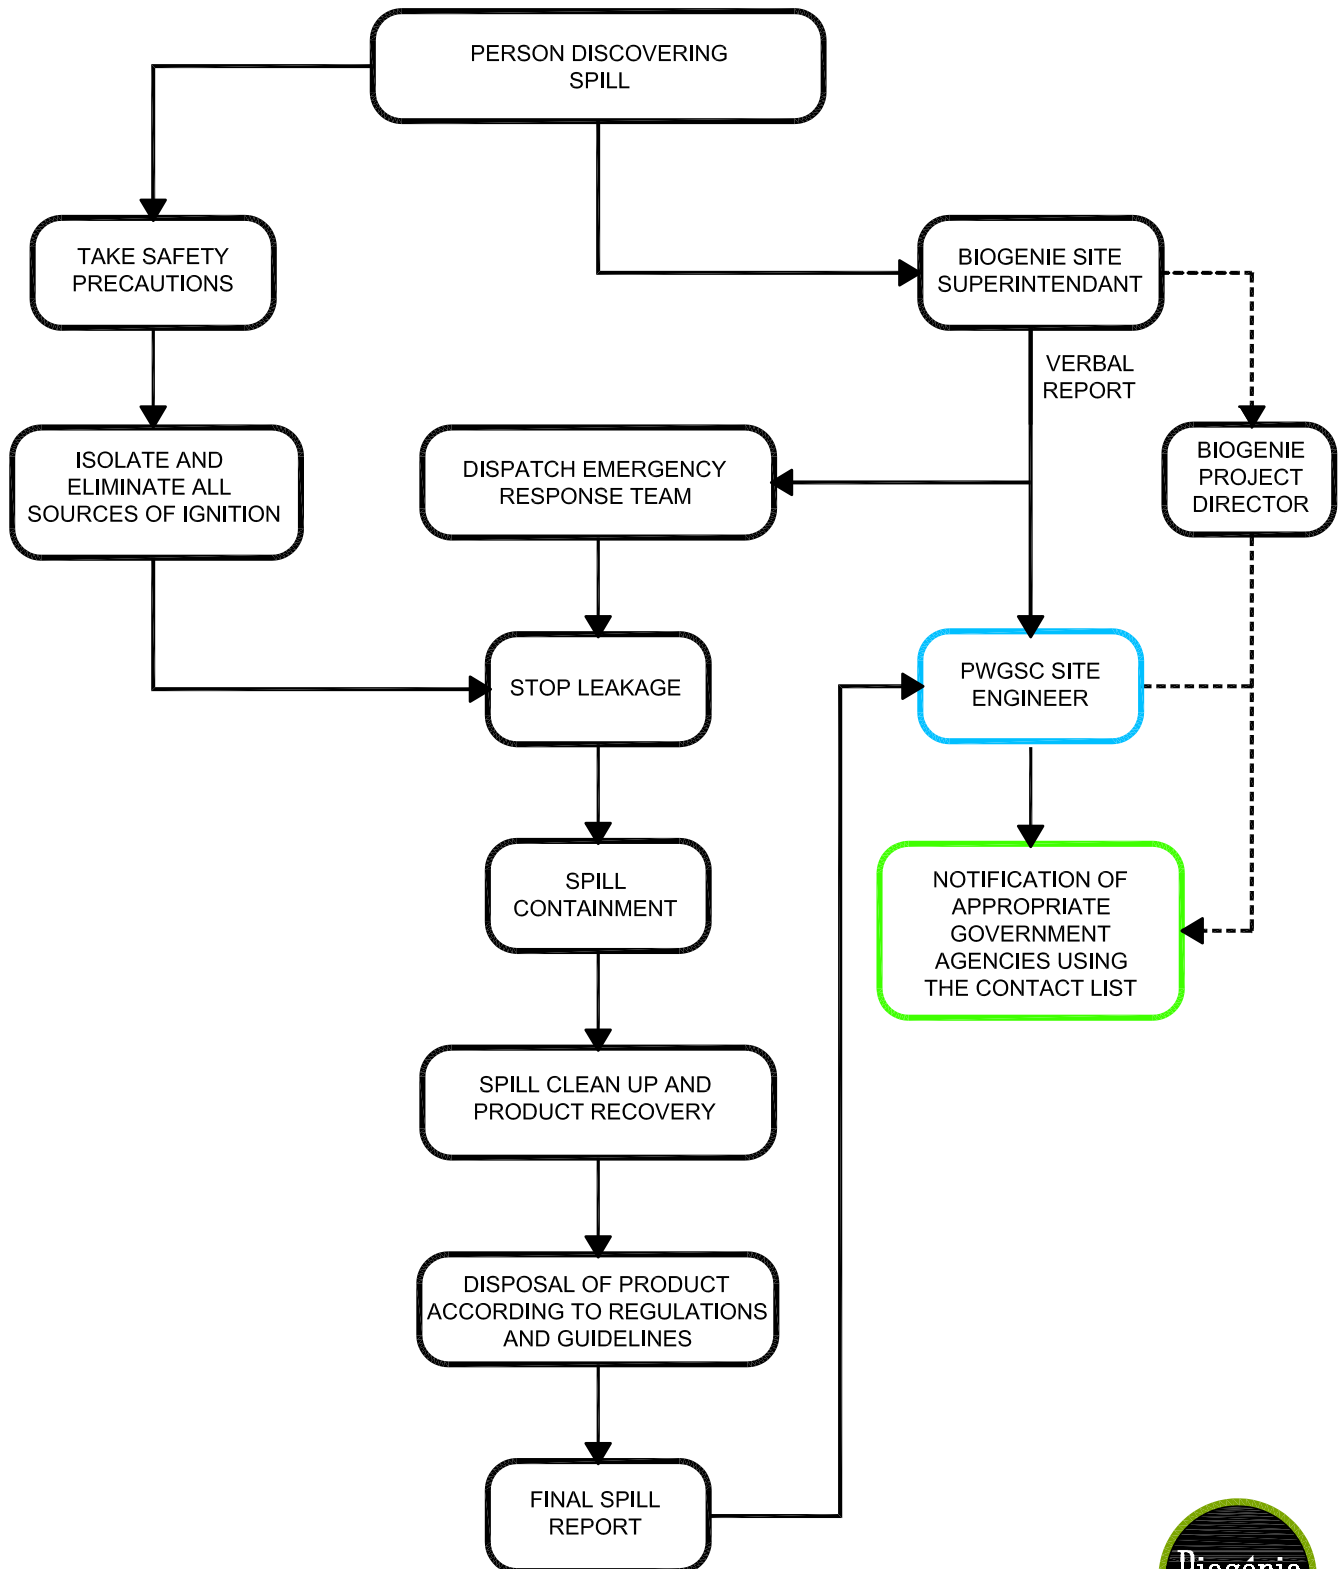 PERSON DISCOVERING
SPILL
TAKE SAFETY
PRECAUTIONS
BIOGENIE SITE
SUPERINTENDANT
VERBAL
REPORT
ISOLATE AND
ELIMINATE ALL
SOURCES OF IGNITION
DISPATCH EMERGENCY
RESPONSE TEAM
BIOGENIE
PROJECT
DIRECTOR
STOP LEAKAGE
PWGSC SITE
ENGINEER
SPILL
CONTAINMENT
NOTIFICATION OF
APPROPRIATE
GOVERNMENT
AGENCIES USING
THE CONTACT LIST
SPILL CLEAN UP AND
PRODUCT RECOVERY
DISPOSAL OF PRODUCT
ACCORDING TO REGULATIONS
AND GUIDELINES
FINAL SPILL
REPORT